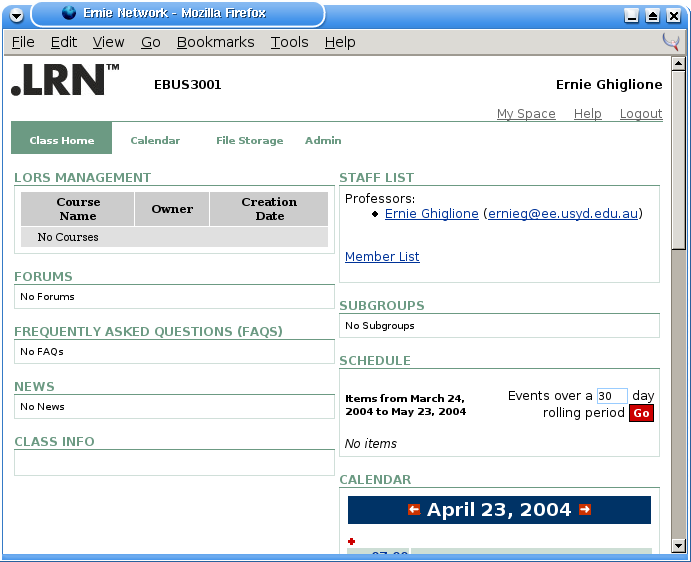 Ernie Network - Mozilla Firefox
File Edit View Go Bookmarks Tools Help
.LRN™ EBUS3001 Ernie Ghiglione
My Space Help Logout
Class Home Calendar File Storage Admin
LORS MANAGEMENT
Course Name Owner Creation Date
No Courses
FORUMS
No Forums
FREQUENTLY ASKED QUESTIONS (FAQS)
No FAQs
NEWS
No News
CLASS INFO
STAFF LIST
Professors:
Ernie Ghiglione (ernieg@ee.usyd.edu.au)
Member List
SUBGROUPS
No Subgroups
SCHEDULE
Items from March 24,
2004 to May 23, 2004
Events over a 30 day
rolling period Go
No items
CALENDAR
April 23, 2004